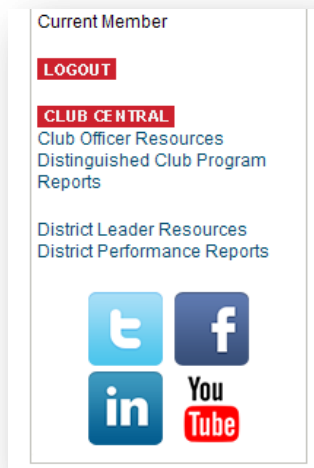 Current Member
LOGOUT
CLUB CENTRAL
Club Officer Resources
Distinguished Club Program
Reports
District Leader Resources
District Performance Reports
t f
in You
Tube